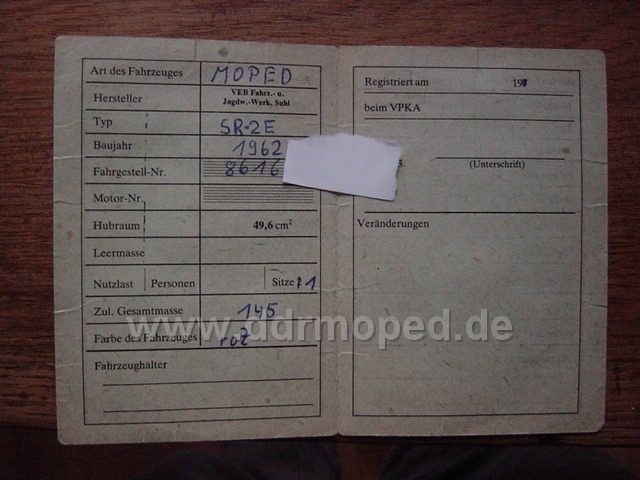 Art des Fahrzeuges MOPED
Hersteller VEB Fahrz.- u.
Jagdw.-Werk, Suhl
Typ SR-2E
Baujahr 1962
Fahrgestell-Nr. 8616
Motor-Nr.
Hubraum 49,6 cm²
Leermasse
Nutzlast Personen Sitze 1
Zul. Gesamtmasse 145
Farbe des Fahrzeuges rot
Fahrzeughalter
Registriert am 19
beim VPKA
(Unterschrift)
Veränderungen
www.ddrmoped.de